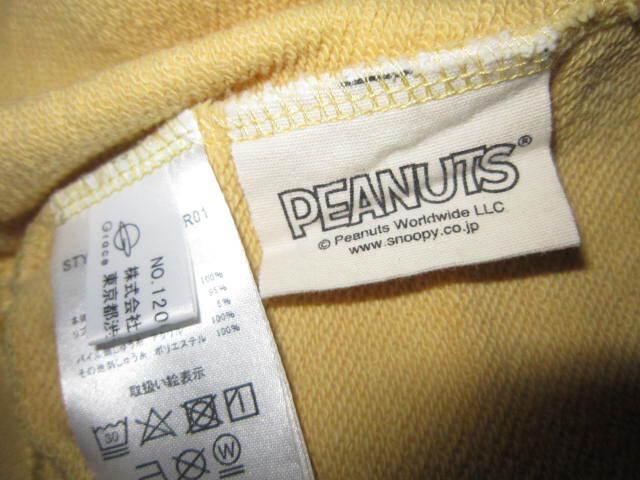 PEANUTS®
© Peanuts Worldwide LLC
www.snoopy.co.jp
Grace
NO.120
株式会社
東京都渋
R01
STY
100%
95%
5%
100%
ポリエステル 100%
取扱い絵表示
30
W